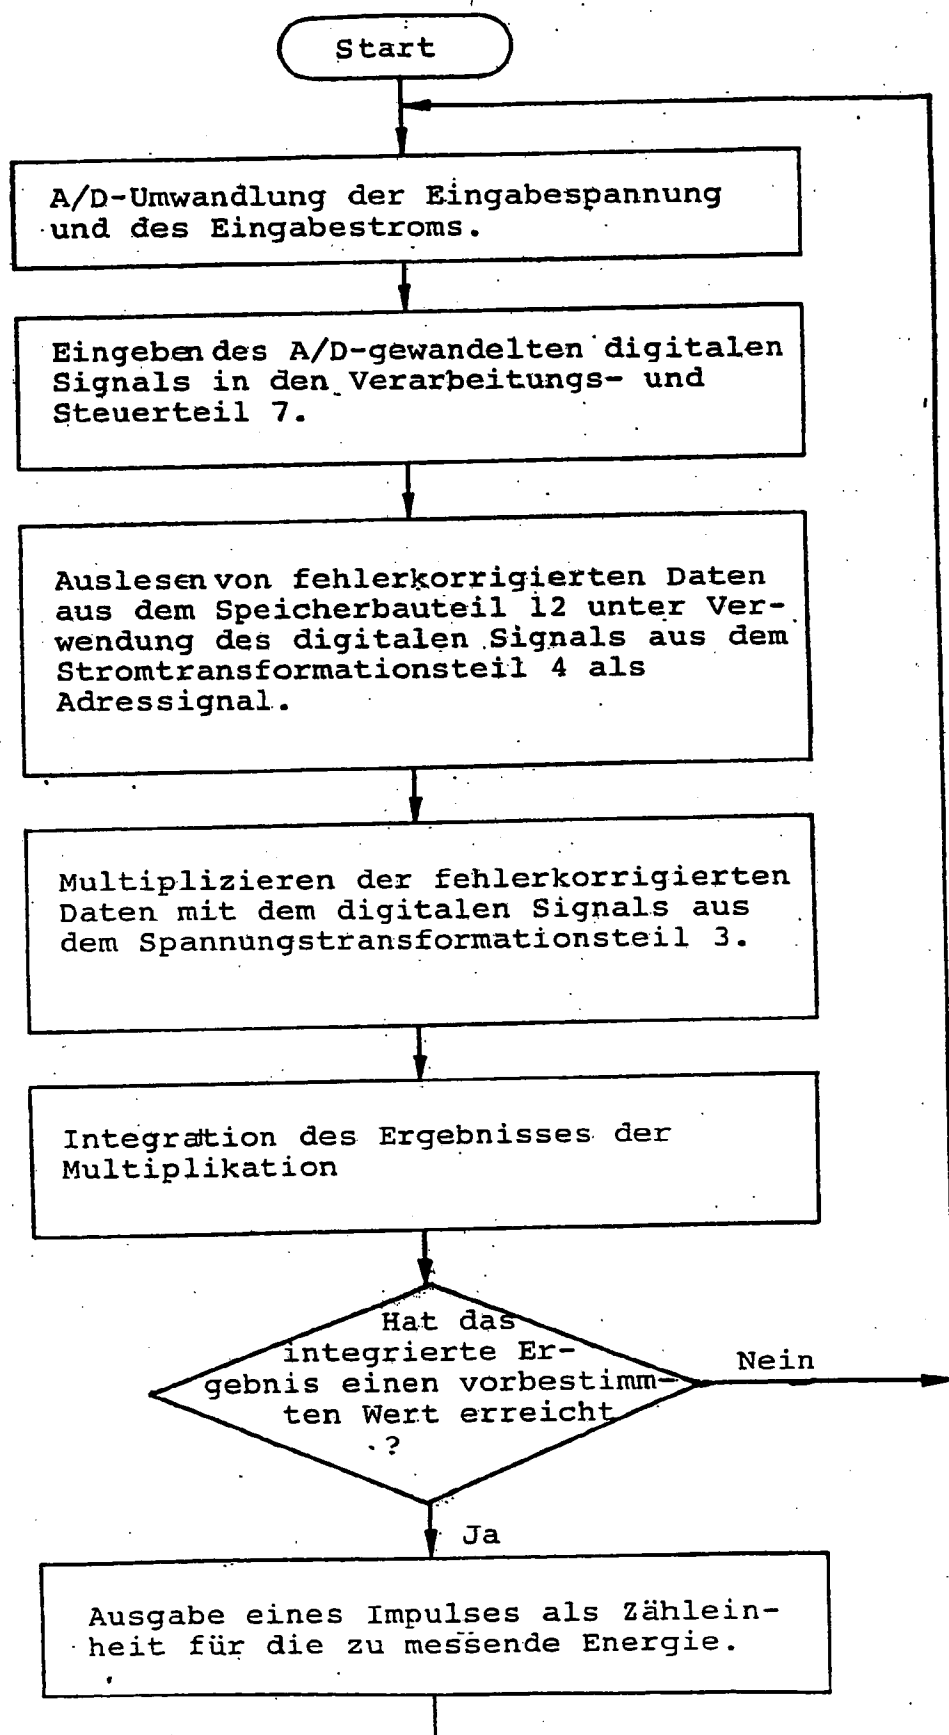 Start
A/D-Umwandlung der Eingabespannung
und des Eingabestroms.
Eingeben des A/D-gewandelten digitalen
Signals in den Verarbeitungs- und
Steuerteil 7.
Auslesen von fehlerkorrigierten Daten
aus dem Speicherbauteil 12 unter Ver-
wendung des digitalen Signals aus dem
Stromtransformationsteil 4 als
Adressignal.
Multiplizieren der fehlerkorrigierten
Daten mit dem digitalen Signals aus
dem Spannungstransformationsteil 3.
Integration des Ergebnisses der
Multiplikation
Hat das
integrierte Er-
gebnis einen vorbestimm-
ten Wert erreicht
?
Nein
Ja
Ausgabe eines Impulses als Zählein-
heit für die zu messende Energie.